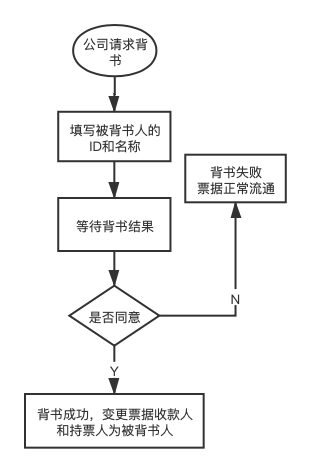 公司请求背
书
填写被背书人的
ID和名称
背书失败
票据正常流通
等待背书结果
是否同意
N
Y
背书成功，变更票据收款人
和持票人为被背书人